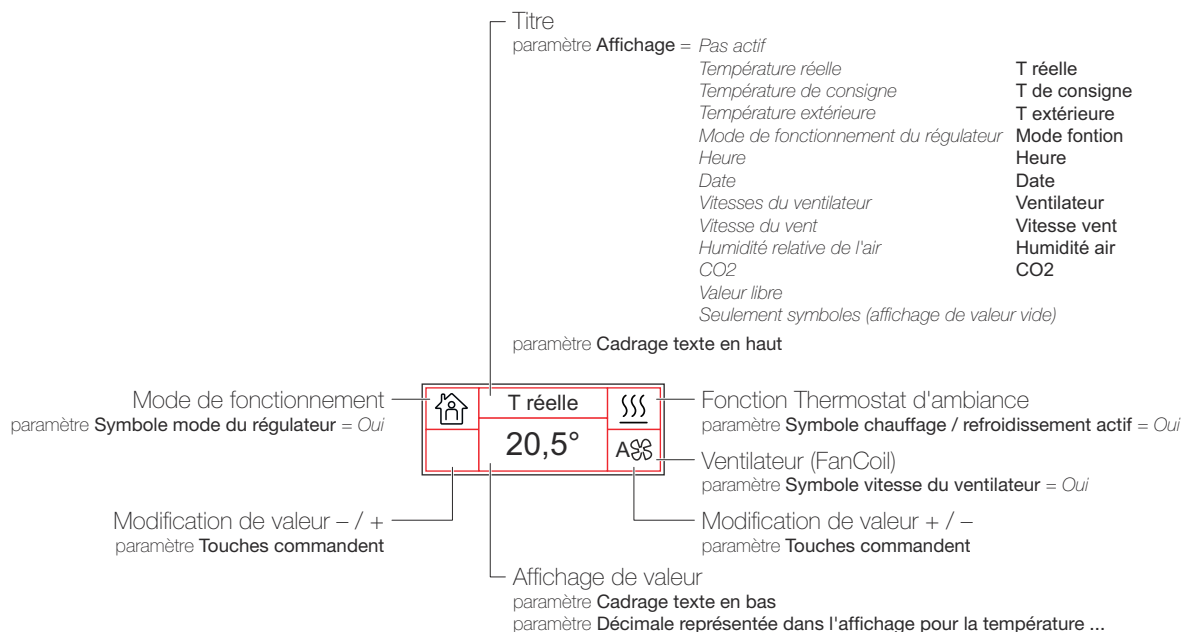 Titre
paramètre Affichage = Pas actif
Température réelle T réelle
Température de consigne T de consigne
Température extérieure T extérieure
Mode de fonctionnement du régulateur Mode fontion
Heure Heure
Date Date
Vitesses du ventilateur Ventilateur
Vitesse du vent Vitesse vent
Humidité relative de l'air Humidité air
CO2 CO2
Valeur libre
Seulement symboles (affichage de valeur vide)
paramètre Cadrage texte en haut
Mode de fonctionnement
paramètre Symbole mode du régulateur = Oui
T réelle
20,5°
A
Fonction Thermostat d'ambiance
paramètre Symbole chauffage / refroidissement actif = Oui
Ventilateur (FanCoil)
paramètre Symbole vitesse du ventilateur = Oui
Modification de valeur – / +
paramètre Touches commandent
Modification de valeur + / –
paramètre Touches commandent
Affichage de valeur
paramètre Cadrage texte en bas
paramètre Décimale représentée dans l'affichage pour la température ...